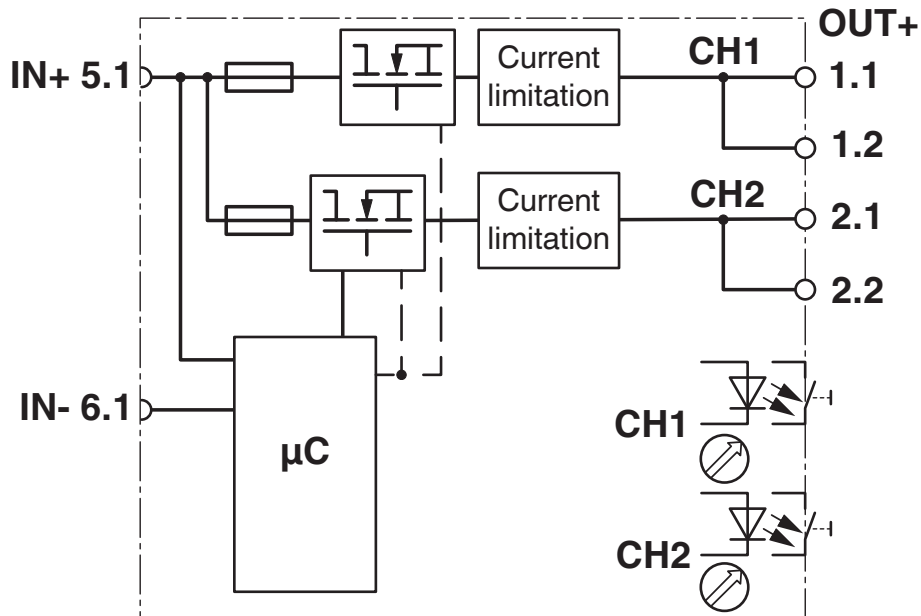 OUT+
IN+ 5.1
Current
limitation
CH1
1.1
1.2
Current
limitation
CH2
2.1
2.2
IN- 6.1
µC
CH1
CH2